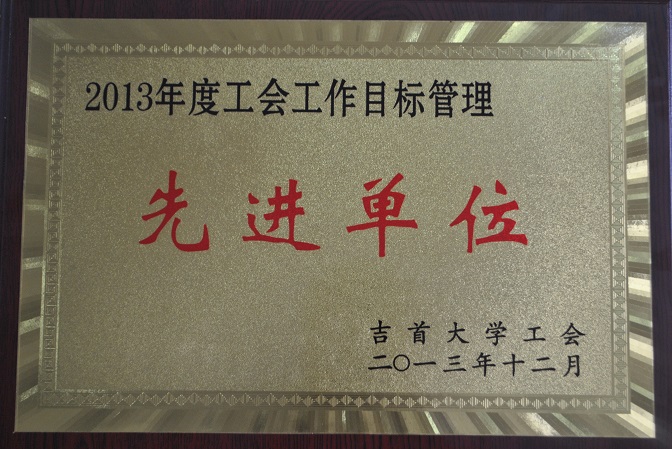 2013年度工会工作目标管理
先进单位
吉首大学工会
二〇一三年十二月